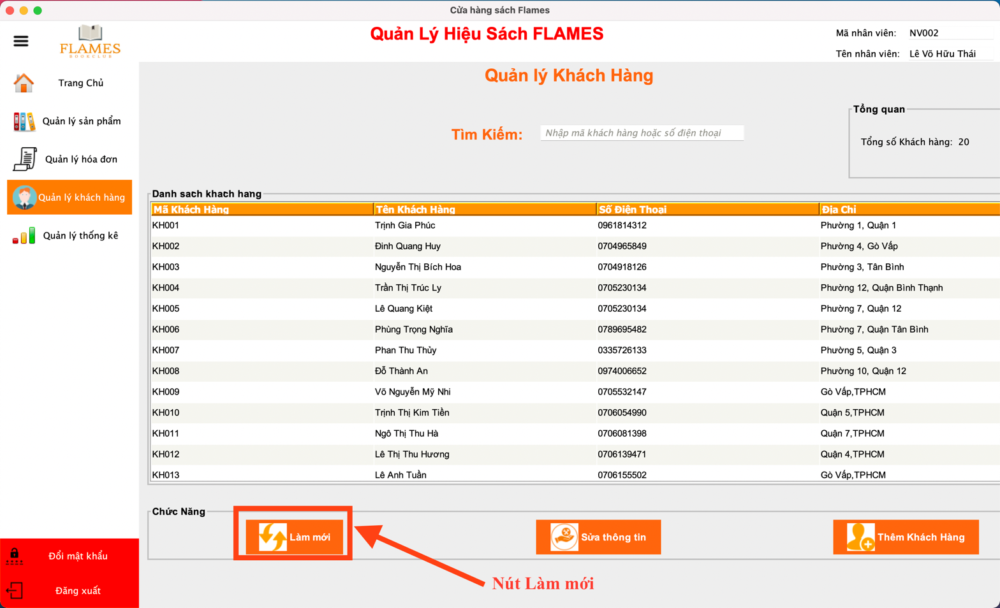 Cửa hàng sách Flames
FLAMES
BOOKCLUB
Quản Lý Hiệu Sách FLAMES
Mã nhân viên: NV002
Tên nhân viên: Lê Võ Hữu Thái
Trang Chủ
Quản lý sản phẩm
Quản lý hóa đơn
Quản lý khách hàng
Quản lý thống kê
Đổi mật khẩu
Đăng xuất
Quản lý Khách Hàng
Tìm Kiếm: Nhập mã khách hàng hoặc số điện thoại
Tổng quan
Tổng số Khách hàng: 20
Danh sach khach hang
Mã Khách Hàng Tên Khách Hàng Số Điện Thoại Địa Chỉ
KH001 Trịnh Gia Phúc 0961814312 Phường 1, Quận 1
KH002 Đinh Quang Huy 0704965849 Phường 4, Gò Vấp
KH003 Nguyễn Thị Bích Hoa 0704918126 Phường 3, Tân Bình
KH004 Trần Thị Trúc Ly 0705230134 Phường 12, Quận Bình Thạnh
KH005 Lê Quang Kiệt 0705230134 Phường 7, Quận 12
KH006 Phùng Trọng Nghĩa 0789695482 Phường 7, Quận Tân Bình
KH007 Phan Thu Thủy 0335726133 Phường 5, Quận 3
KH008 Đỗ Thành An 0974006652 Phường 10, Quận 12
KH009 Võ Nguyễn Mỹ Nhi 0705532147 Gò Vấp,TPHCM
KH010 Trịnh Thị Kim Tiền 0706054990 Quận 5,TPHCM
KH011 Ngô Thị Thu Hà 0706081398 Quận 7,TPHCM
KH012 Lê Thị Thu Hương 0706139471 Quận 4,TPHCM
KH013 Lê Anh Tuấn 0706155502 Gò Vấp,TPHCM
Chức Năng
Làm mới
Sửa thông tin
Thêm Khách Hàng
Nút Làm mới